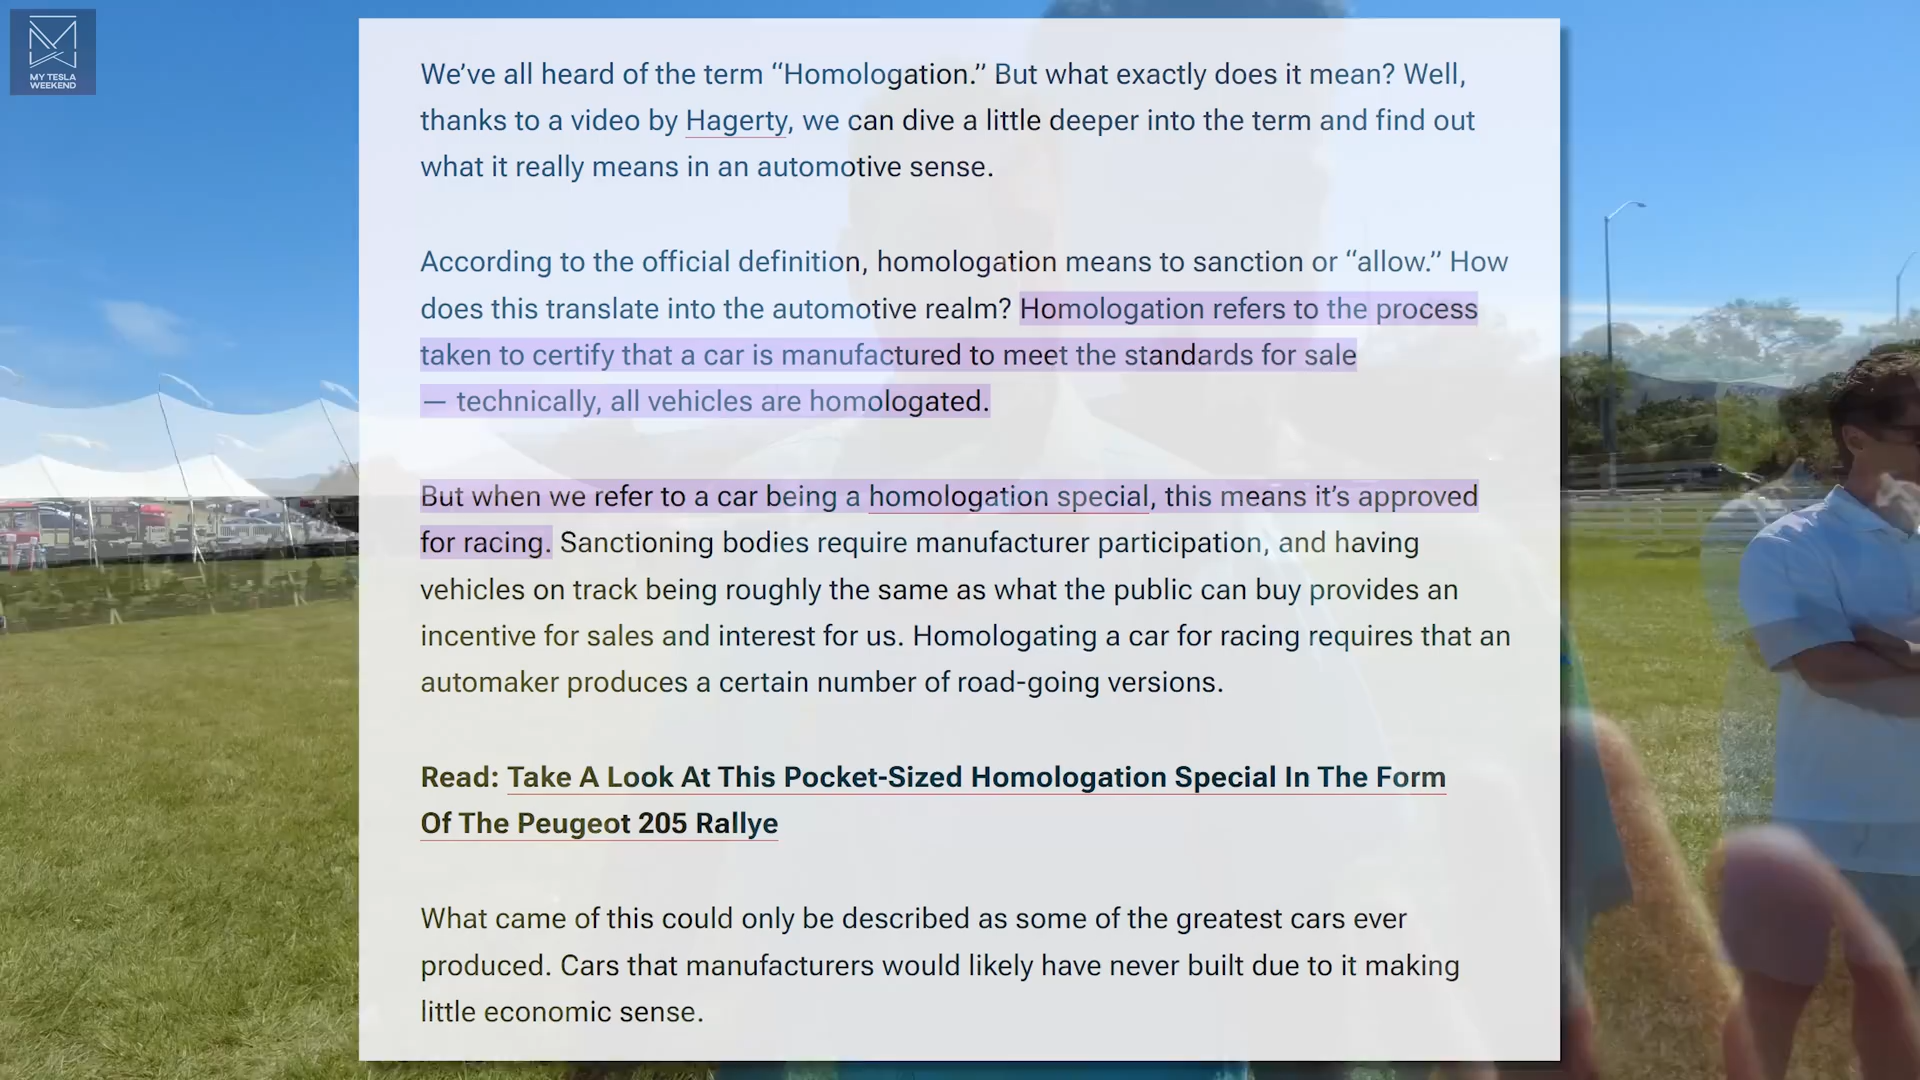 MY TESLA
WEEKEND
We’ve all heard of the term “Homologation.” But what exactly does it mean? Well,
thanks to a video by Hagerty, we can dive a little deeper into the term and find out
what it really means in an automotive sense.
According to the official definition, homologation means to sanction or “allow.” How
does this translate into the automotive realm? Homologation refers to the process
taken to certify that a car is manufactured to meet the standards for sale
— technically, all vehicles are homologated.
But when we refer to a car being a homologation special, this means it’s approved
for racing. Sanctioning bodies require manufacturer participation, and having
vehicles on track being roughly the same as what the public can buy provides an
incentive for sales and interest for us. Homologating a car for racing requires that an
automaker produces a certain number of road-going versions.
Read: Take A Look At This Pocket-Sized Homologation Special In The Form
Of The Peugeot 205 Rallye
What came of this could only be described as some of the greatest cars ever
produced. Cars that manufacturers would likely have never built due to it making
little economic sense.